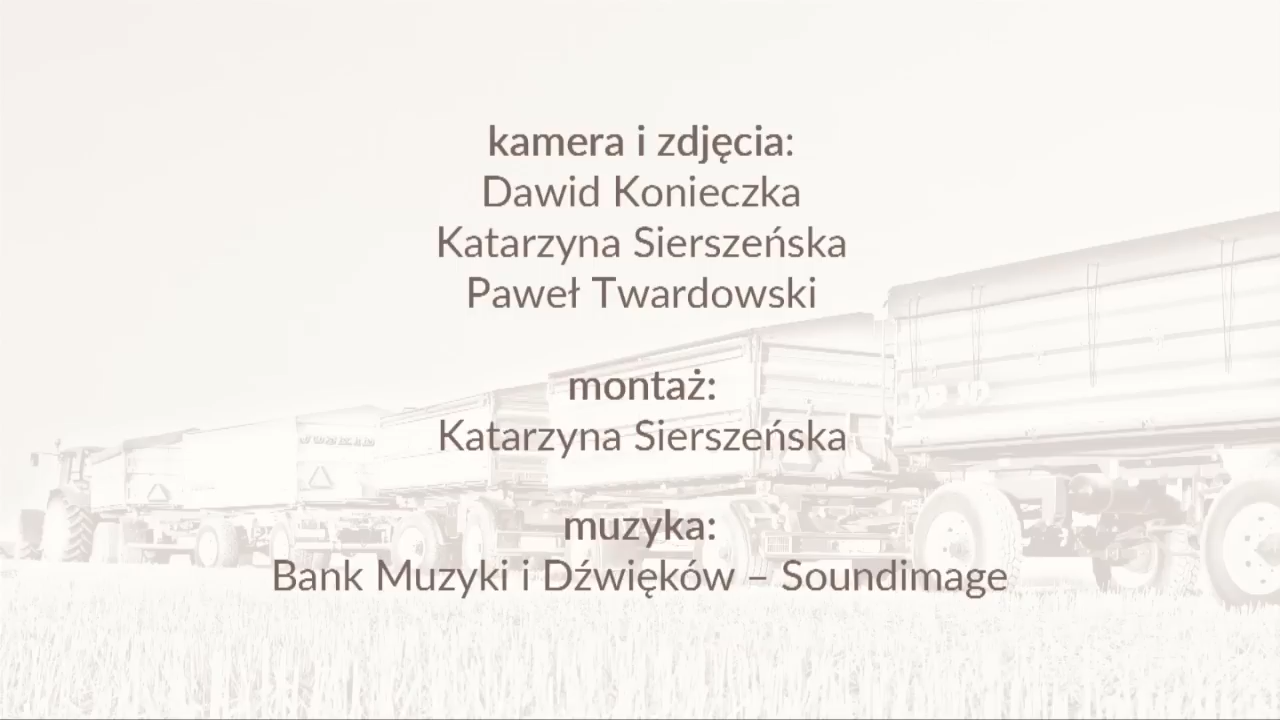 kamera i zdjęcia:
Dawid Konieczka
Katarzyna Sierszeńska
Paweł Twardowski
montaż:
Katarzyna Sierszeńska
muzyka:
Bank Muzyki i Dźwięków – Soundimage